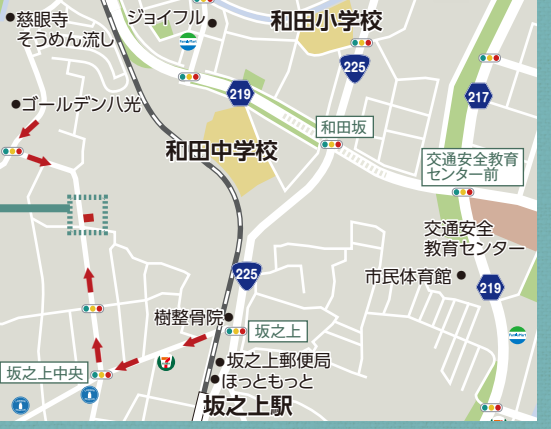 慈眼寺
そうめん流し
ジョイフル
和田小学校
FamilyMart
225
217
219
ゴールデン八光
和田坂
和田中学校
交通安全教育
センター前
交通安全
教育センター
225
市民体育館
219
FamilyMart
樹整骨院
坂之上
坂之上中央
7
坂之上郵便局
ほっともっと
坂之上駅